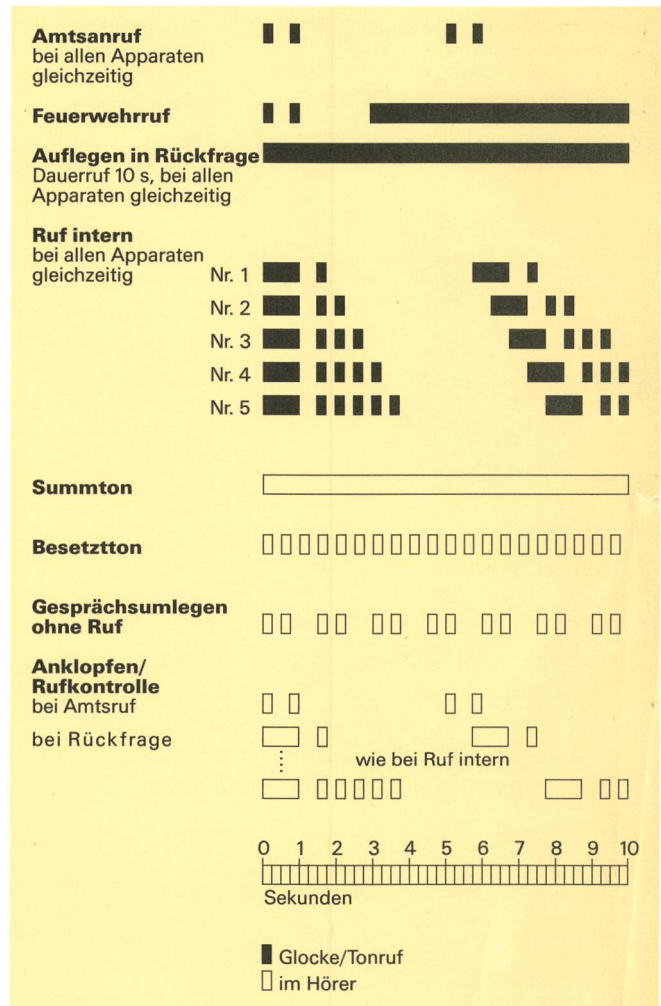 Amtsanruf
bei allen Apparaten
gleichzeitig
Feuerwehrruf
Auflegen in Rückfrage
Dauerruf 10 s, bei allen
Apparaten gleichzeitig
Ruf intern
bei allen Apparaten
gleichzeitig
Nr. 1
Nr. 2
Nr. 3
Nr. 4
Nr. 5
Summton
Besetztton
Gesprächsumlegen
ohne Ruf
Anklopfen/
Rufkontrolle
bei Amtsruf
bei Rückfrage
wie bei Ruf intern
0 1 2 3 4 5 6 7 8 9 10
Sekunden
Glocke/Tonruf
im Hörer